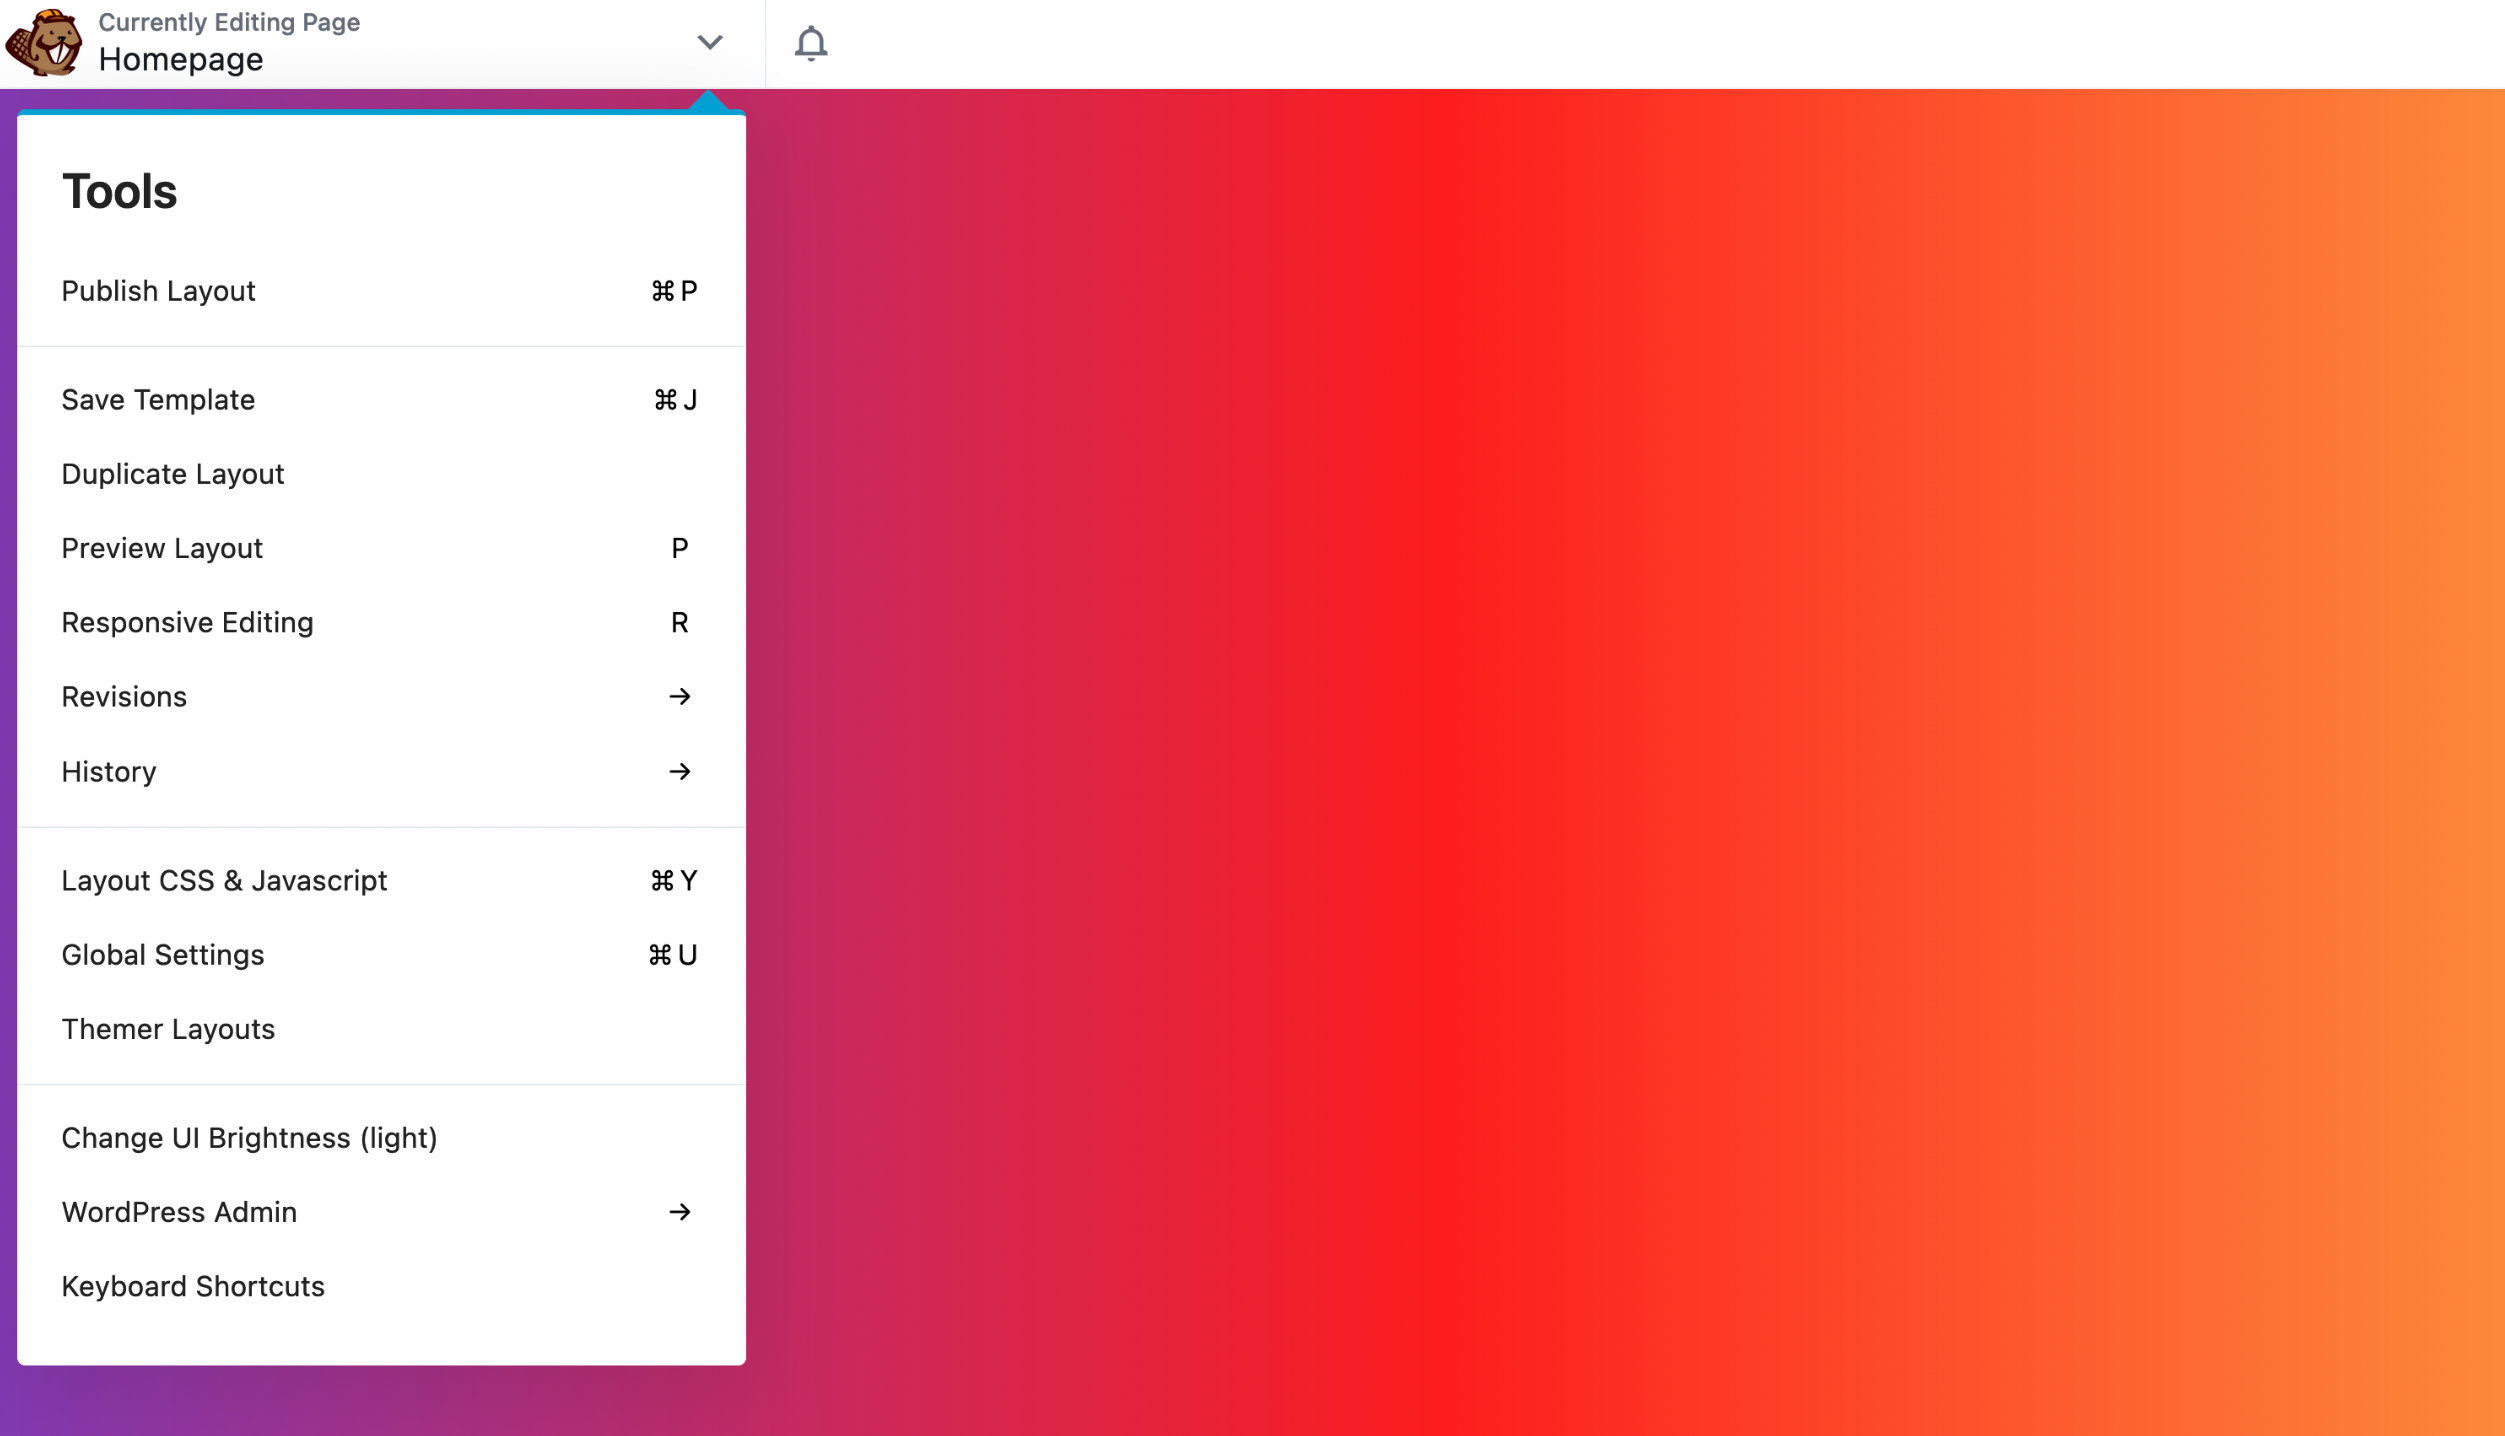 Currently Editing Page
Homepage
Tools
Publish Layout ⌘ P
Save Template ⌘ J
Duplicate Layout
Preview Layout P
Responsive Editing R
Revisions →
History →
Layout CSS & Javascript ⌘ Y
Global Settings ⌘ U
Themer Layouts
Change UI Brightness (light)
WordPress Admin →
Keyboard Shortcuts